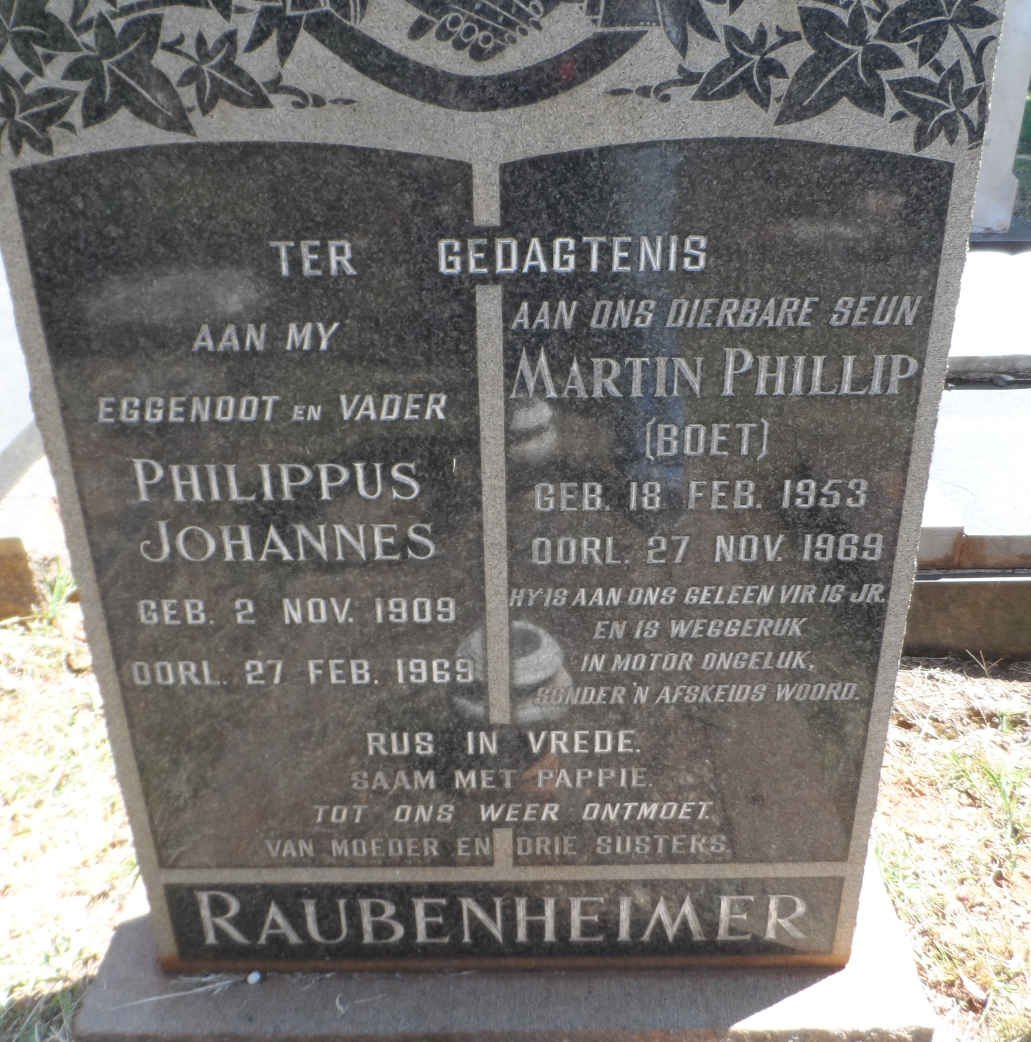 TER GEDAGTENIS
AAN MY
EGGENOOT EN VADER
PHILIPPUS
JOHANNES
GEB. 2 NOV. 1909
OORL. 27 FEB. 1969
AAN ONS DIERBARE SEUN
MARTIN PHILLIP
(BOET)
GEB. 18 FEB. 1953
OORL. 27 NOV. 1969
HY IS AAN ONS GELEEN VIR 16 JR.
EN IS WEGGERUK
IN MOTOR ONGELUK,
SONDER 'N AFSKEIDS WOORD.
RUS IN VREDE.
SAAM MET PAPPIE.
TOT ONS WEER ONTMOET.
VAN MOEDER EN DRIE SUSTERS.
RAUBENHEIMER